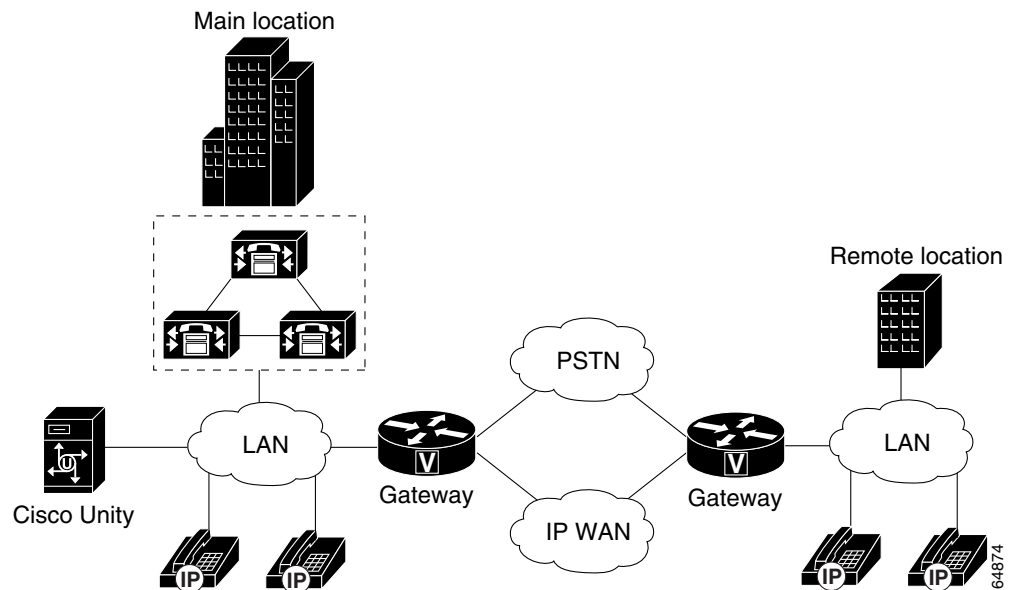 Main location
Remote location
PSTN
LAN
V
Gateway
V
Gateway
LAN
U
Cisco Unity
IP WAN
IP
IP
IP
IP
64874